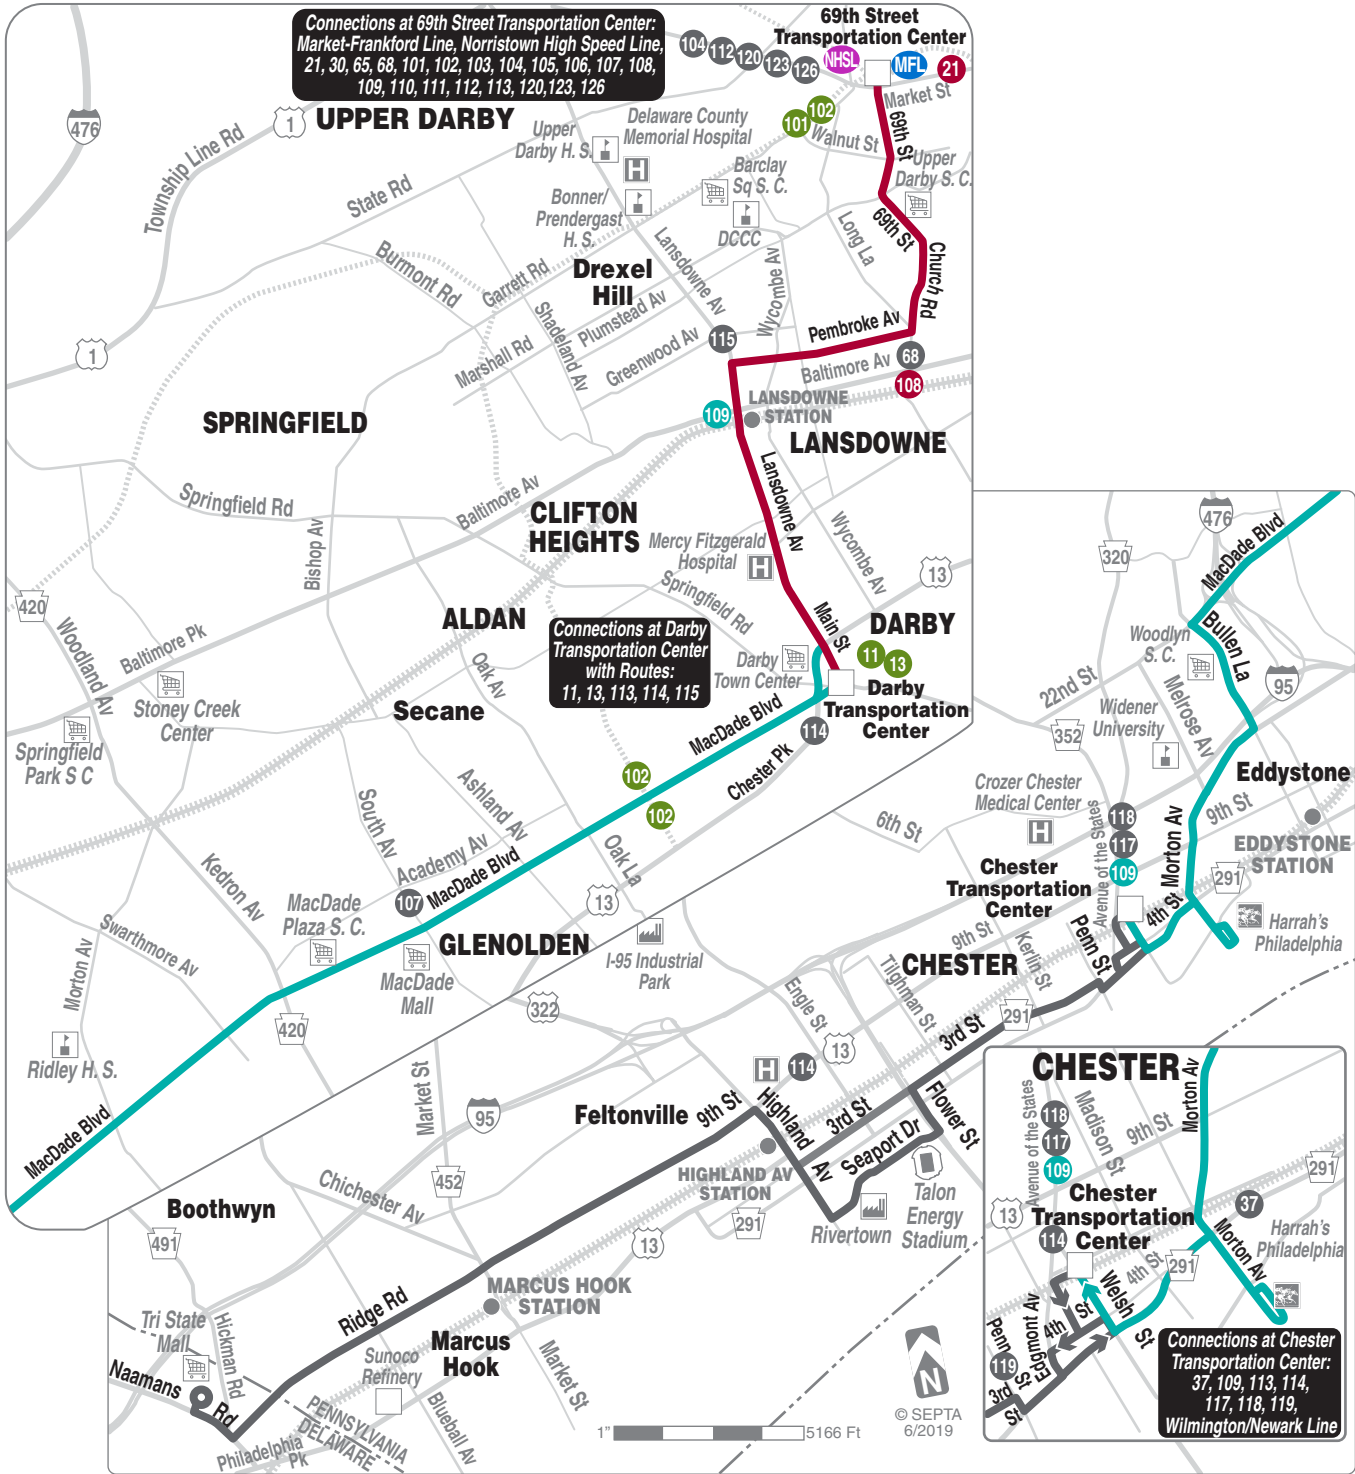 Connections at 69th Street Transportation Center:
Market-Frankford Line, Norristown High Speed Line,
21, 30, 65, 68, 101, 102, 103, 104, 105, 106, 107, 108,
109, 110, 111, 112, 113, 120,123, 126
69th Street
Transportation Center
104
112
120
123
126
NHSL
MFL
21
Market St
476
1
UPPER DARBY
Township Line Rd
State Rd
Upper
Darby H. S.
Delaware County
Memorial Hospital
H
101
102
Walnut St
69th St
Upper
Darby S. C.
Barclay
Sq S. C.
Bonner/
Prendergast
H. S.
DCCC
Long La
69th St
Church Rd
Burmont Rd
Garrett Rd
Drexel
Hill
Lansdowne Av
Wycombe Av
Shadeland Av
Plumstead Av
Pembroke Av
1
Marshall Rd
Greenwood Av
115
Baltimore Av
68
108
SPRINGFIELD
109
LANSDOWNE
STATION
LANSDOWNE
Springfield Rd
Bishop Av
Baltimore Av
CLIFTON
HEIGHTS
Lansdowne Av
Mercy Fitzgerald
Hospital
H
Wycombe Av
13
Springfield Rd
420
Woodland Av
Baltimore Pk
ALDAN
Oak Av
Connections at Darby
Transportation Center
with Routes:
11, 13, 113, 114, 115
Main St
DARBY
11
13
Darby
Town Center
Darby
Transportation
Center
Stoney Creek
Center
Springfield
Park S C
Secane
MacDade Blvd
114
Chester Pk
102
102
South Av
Ashland Av
Academy Av
MacDade Blvd
Oak La
107
13
Kedron Av
MacDade
Plaza S. C.
GLENOLDEN
MacDade
Mall
I-95 Industrial
Park
Swarthmore Av
Morton Av
420
Ridley H. S.
MacDade Blvd
476
320
MacDade Blvd
Bullen La
Woodlyn
S. C.
95
22nd St
Melrose Av
Widener
University
352
Eddystone
Crozer Chester
Medical Center
H
6th St
Avenue of the States
118
117
109
9th St
Morton Av
EDDYSTONE
STATION
291
Chester
Transportation
Center
4th St
Penn St
Harrah's
Philadelphia
9th St
Kerlin St
CHESTER
Tilghman St
Engle St
322
291
3rd St
13
Market St
H
114
95
Feltonville
9th St
Highland
Av
3rd St
Flower St
Seaport Dr
HIGHLAND AV
STATION
291
Talon
Energy
Stadium
Rivertown
Chichester Av
452
13
Boothwyn
491
Ridge Rd
MARCUS HOOK
STATION
Tri State
Mall
Hickman Rd
Naamans
Rd
Marcus
Hook
Sunoco
Refinery
Market St
Blueball Av
PENNSYLVANIA
DELAWARE
Philadelphia
Pk
1"
5166 Ft
N
© SEPTA
6/2019
CHESTER
Morton Av
Avenue of the States
118
117
109
Madison St
9th St
291
13
Chester
Transportation
Center
37
114
Harrah's
Philadelphia
Morton Av
4th St
291
Welsh
St
4th
St
Edgmont Av
Penn
St
119
3rd
St
Connections at Chester
Transportation Center:
37, 109, 113, 114,
117, 118, 119,
Wilmington/Newark Line